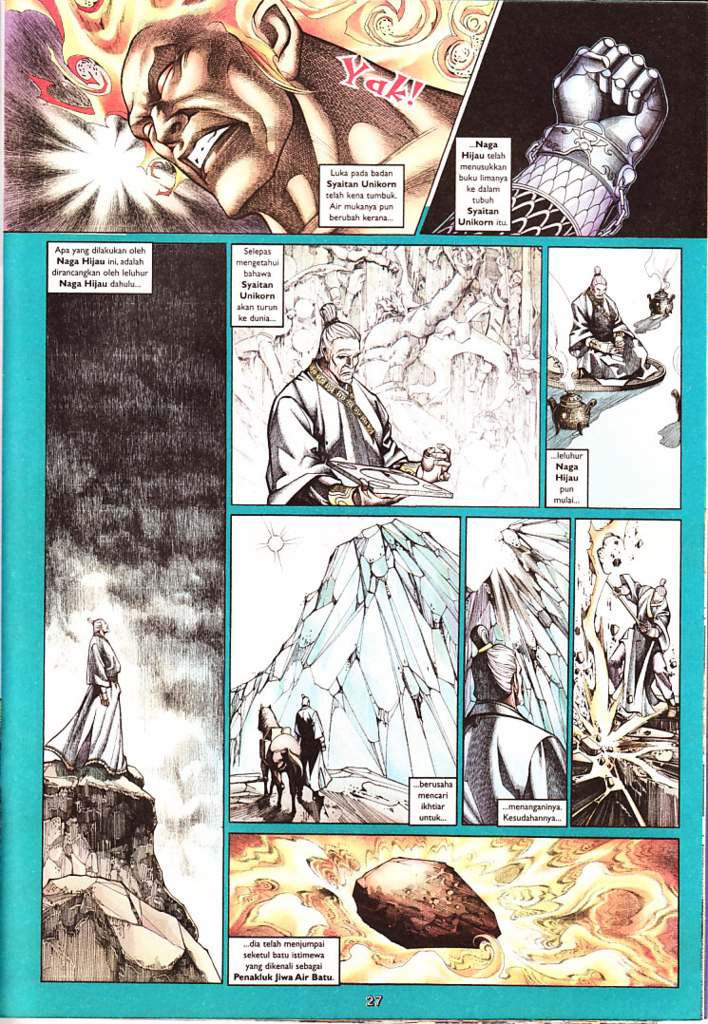 Yak!
Luka pada badan
Syaitan Unikorn
telah kena tumbuk.
Air mukanya pun
berubah kerana...
...Naga
Hijau telah
menusukkan
buku limanya
ke dalam
tubuh
Syaitan
Unikorn itu.
Apa yang dilakukan oleh
Naga Hijau ini, adalah
dirancangkan oleh leluhur
Naga Hijau dahulu...
Selepas
mengetahui
bahawa
Syaitan
Unikorn
akan turun
ke dunia...
...leluhur
Naga
Hijau
pun
mulai...
...berusaha
mencari
ikhtiar
untuk...
...menanganinya.
Kesudahannya...
...dia telah menjumpai
seketul batu istimewa
yang dikenali sebagai
Penakluk Jiwa Air Batu.
27